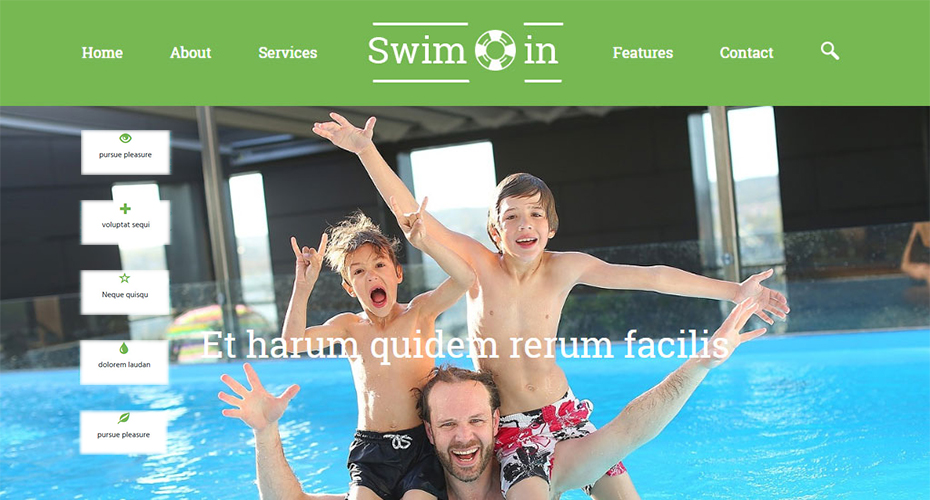 Home About Services Swim in Features Contact
pursue pleasure
voluptat sequi
Neque quisqu
Et harum quidem rerum facilis
dolorem laudan
pursue pleasure